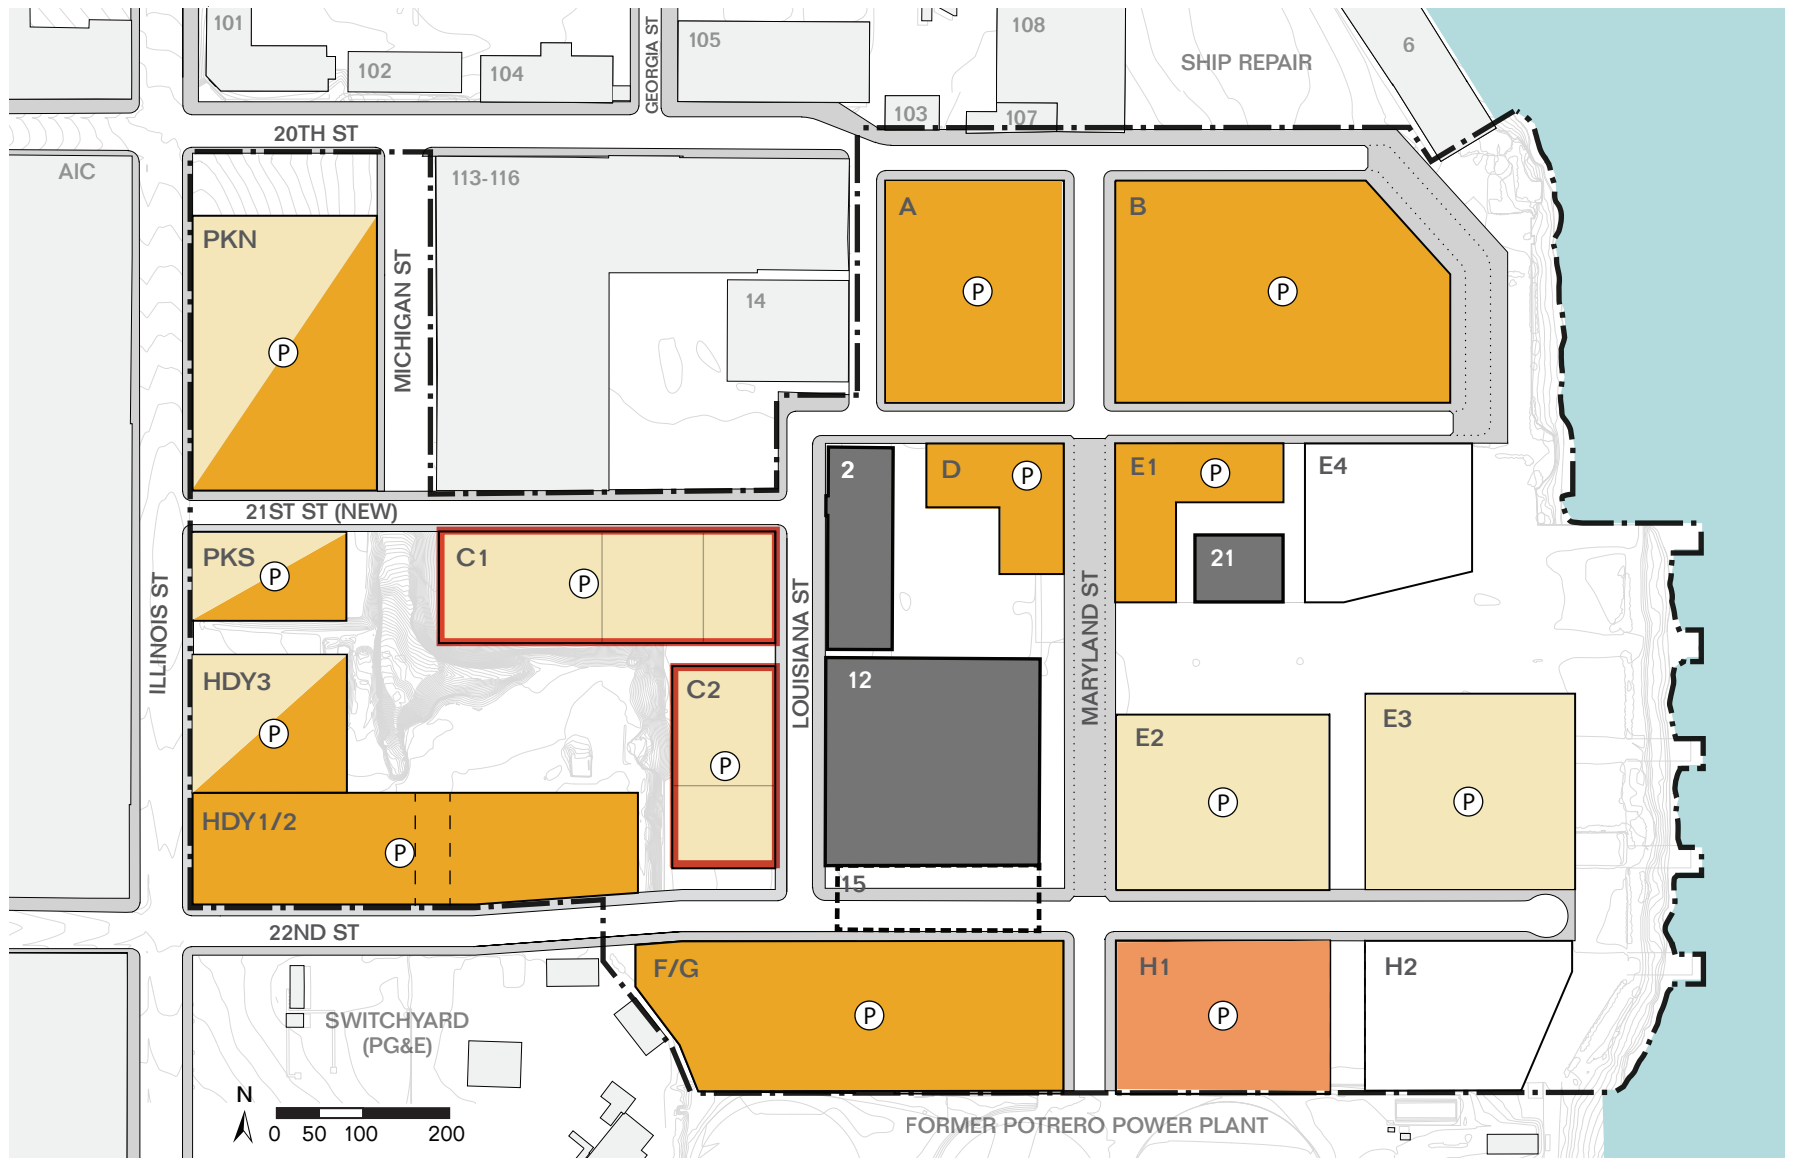 101
102
104
GEORGIA ST
105
108
103
107
SHIP REPAIR
6
20TH ST
AIC
PKN
P
MICHIGAN ST
113-116
14
A
P
B
P
21ST ST (NEW)
ILLINOIS ST
PKS
P
C1
P
LOUISIANA ST
2
D
P
MARYLAND ST
E1
P
E4
21
HDY3
P
C2
P
12
E2
P
E3
P
HDY1/2
P
15
22ND ST
F/G
P
H1
P
H2
SWITCHYARD
(PG&E)
N
0 50 100 200
FORMER POTRERO POWER PLANT